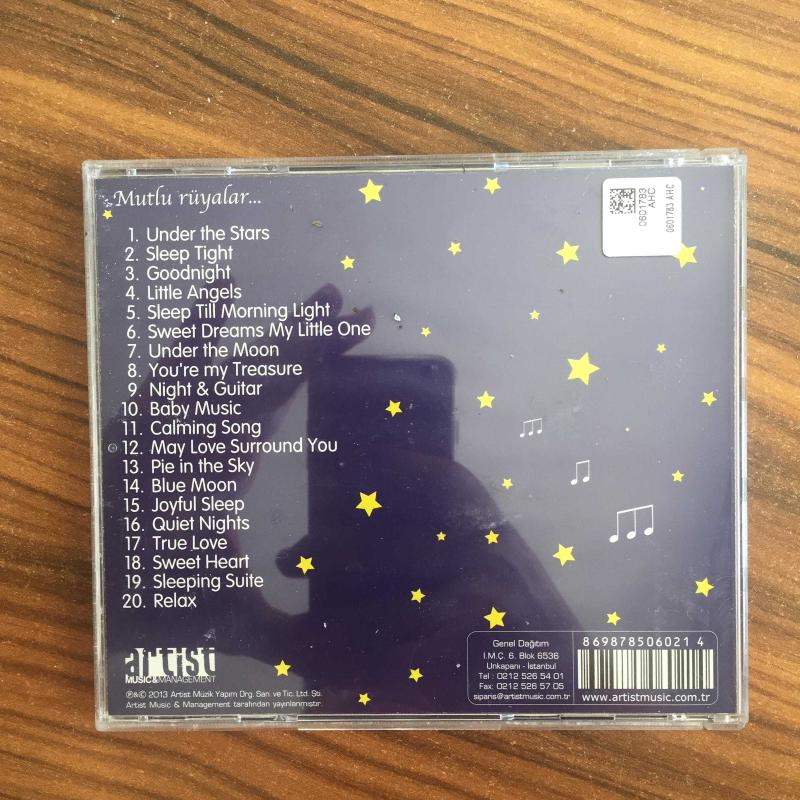 Mutlu rüyalar...
1. Under the Stars
2. Sleep Tight
3. Goodnight
4. Little Angels
5. Sleep Till Morning Light
6. Sweet Dreams My Little One
7. Under the Moon
8. You're my Treasure
9. Night & Guitar
10. Baby Music
11. Calming Song
12. May Love Surround You
13. Pie in the Sky
14. Blue Moon
15. Joyful Sleep
16. Quiet Nights
17. True Love
18. Sweet Heart
19. Sleeping Suite
20. Relax
0601783
AHC
0601783 AHC
artist
MUSIC&MANAGEMENT
℗&© 2013 Artist Müzik Yapım Org. San. ve Tic. Ltd. Şti.
Artist Music & Management tarafından yayınlanmıştır.
Genel Dağıtım
İ.M.Ç. 6. Blok 6536
Unkapanı - İstanbul
Tel : 0212 526 54 01
Fax: 0212 526 57 05
siparis@artistmusic.com.tr
869878506021 4
www.artistmusic.com.tr